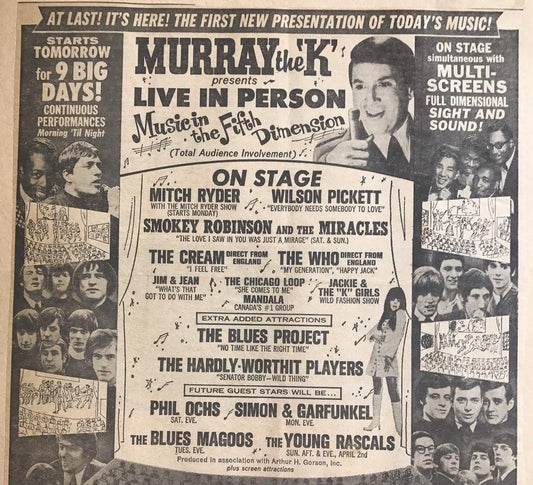 AT LAST! IT'S HERE! THE FIRST NEW PRESENTATION OF TODAY'S MUSIC!
STARTS
TOMORROW
for 9 BIG
DAYS!
CONTINUOUS
PERFORMANCES
Morning 'Til Night
MURRAY the 'K'
presents
LIVE IN PERSON
Music in the Fifth Dimension
(Total Audience Involvement)
ON STAGE
simultaneous with
MULTI-
SCREENS
FULL DIMENSIONAL
SIGHT AND
SOUND!
ON STAGE
MITCH RYDER
WITH THE MITCH RYDER SHOW
(STARTS MONDAY)
WILSON PICKETT
"EVERYBODY NEEDS SOMEBODY TO LOVE"
SMOKEY ROBINSON AND THE MIRACLES
"THE LOVE I SAW IN YOU WAS JUST A MIRAGE" (SAT. & SUN.)
THE CREAM DIRECT FROM ENGLAND
"I FEEL FREE"
THE WHO DIRECT FROM ENGLAND
"MY GENERATION", "HAPPY JACK"
JIM & JEAN
"WHAT'S THAT
GOT TO DO WITH ME"
THE CHICAGO LOOP
"SHE COMES TO ME"
MANDALA
CANADA'S #1 GROUP
JACKIE &
THE "K" GIRLS
WILD FASHION SHOW
EXTRA ADDED ATTRACTIONS
THE BLUES PROJECT
"NO TIME LIKE THE RIGHT TIME"
THE HARDLY-WORTHIT PLAYERS
"SENATOR BOBBY—WILD THING"
FUTURE GUEST STARS WILL BE...
PHIL OCHS
SAT. EVE.
SIMON & GARFUNKEL
MON. EVE.
THE BLUES MAGOOS
TUES. EVE.
THE YOUNG RASCALS
SUN. AFT. & EVE, APRIL 2nd
Produced in association with Arthur H. Gorson, Inc.
plus screen attractions